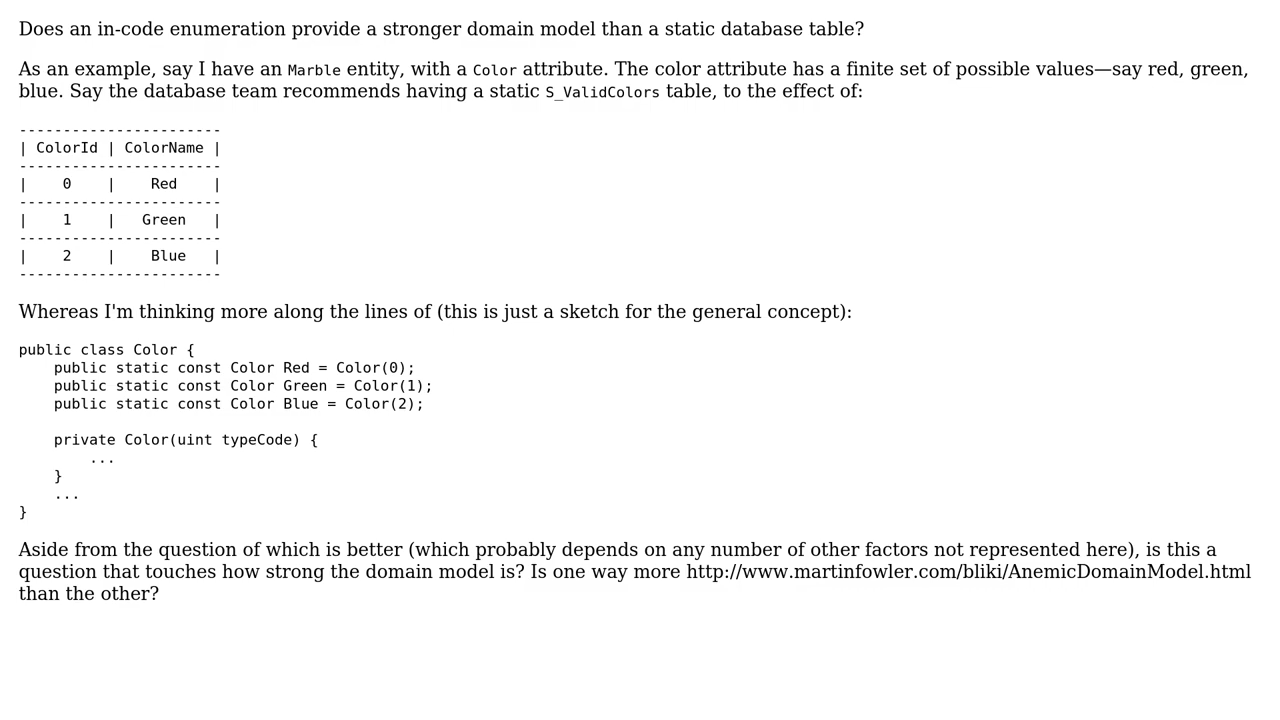 Does an in-code enumeration provide a stronger domain model than a static database table?
As an example, say I have an Marble entity, with a Color attribute. The color attribute has a finite set of possible values—say red, green,
blue. Say the database team recommends having a static S_ValidColors table, to the effect of:
-----------------------
| ColorId | ColorName |
-----------------------
|    0    |    Red    |
-----------------------
|    1    |   Green   |
-----------------------
|    2    |    Blue   |
-----------------------
Whereas I'm thinking more along the lines of (this is just a sketch for the general concept):
public class Color {
    public static const Color Red = Color(0);
    public static const Color Green = Color(1);
    public static const Color Blue = Color(2);
    private Color(uint typeCode) {
        ...
    }
    ...
}
Aside from the question of which is better (which probably depends on any number of other factors not represented here), is this a
question that touches how strong the domain model is? Is one way more http://www.martinfowler.com/bliki/AnemicDomainModel.html
than the other?